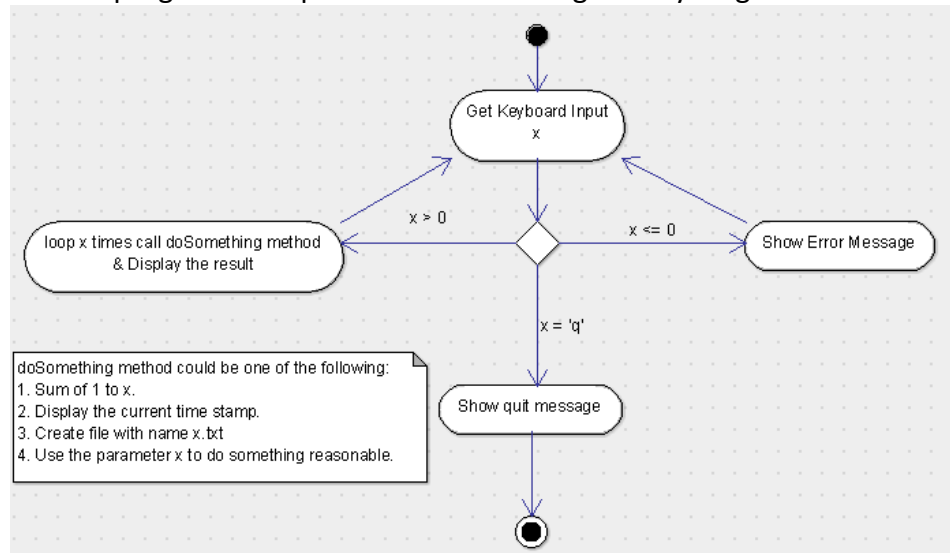 Get Keyboard Input
x
x > 0
x <= 0
loop x times call doSomething method
& Display the result
Show Error Message
x = 'q'
doSomething method could be one of the following:
1. Sum of 1 to x.
2. Display the current time stamp.
3. Create file with name x.txt
4. Use the parameter x to do something reasonable.
Show quit message